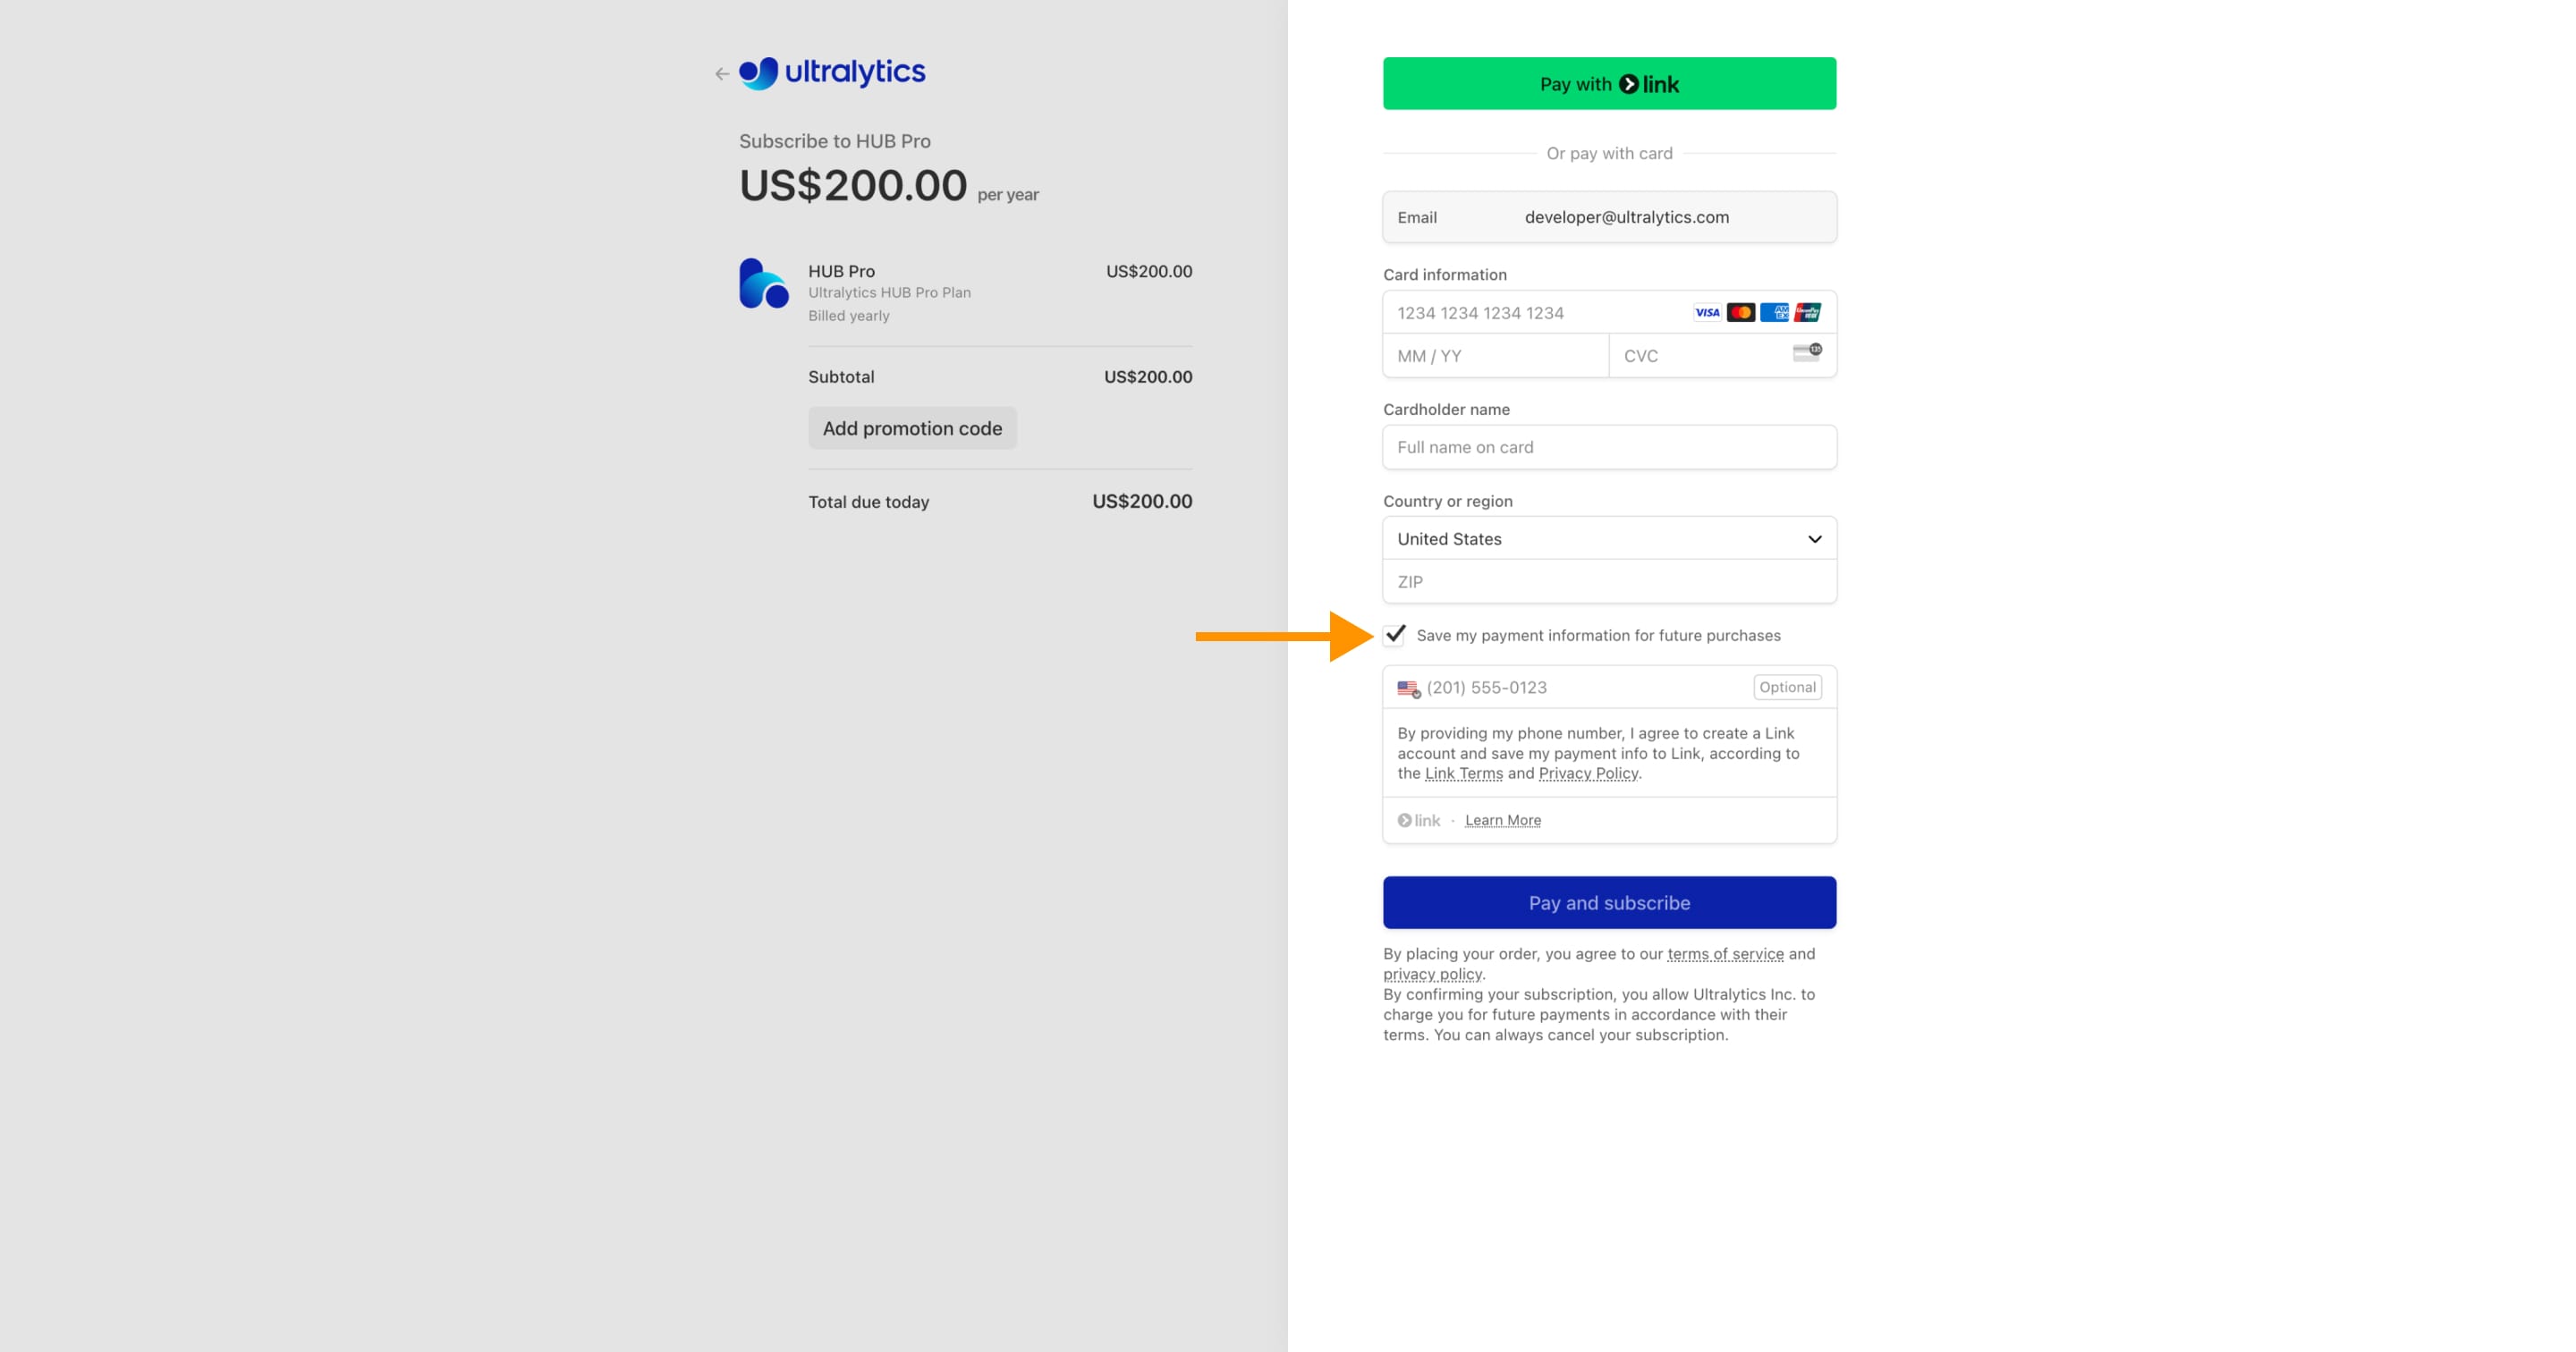 ultralytics
Subscribe to HUB Pro
US$200.00 per year
HUB Pro US$200.00
Ultralytics HUB Pro Plan
Billed yearly
Subtotal US$200.00
Add promotion code
Total due today US$200.00
Pay with link
Or pay with card
Email developer@ultralytics.com
Card information
1234 1234 1234 1234 VISA AM EX UnionPay
MM / YY CVC 135
Cardholder name
Full name on card
Country or region
United States
ZIP
Save my payment information for future purchases
(201) 555-0123 Optional
By providing my phone number, I agree to create a Link
account and save my payment info to Link, according to
the Link Terms and Privacy Policy.
link · Learn More
Pay and subscribe
By placing your order, you agree to our terms of service and
privacy policy.
By confirming your subscription, you allow Ultralytics Inc. to
charge you for future payments in accordance with their
terms. You can always cancel your subscription.